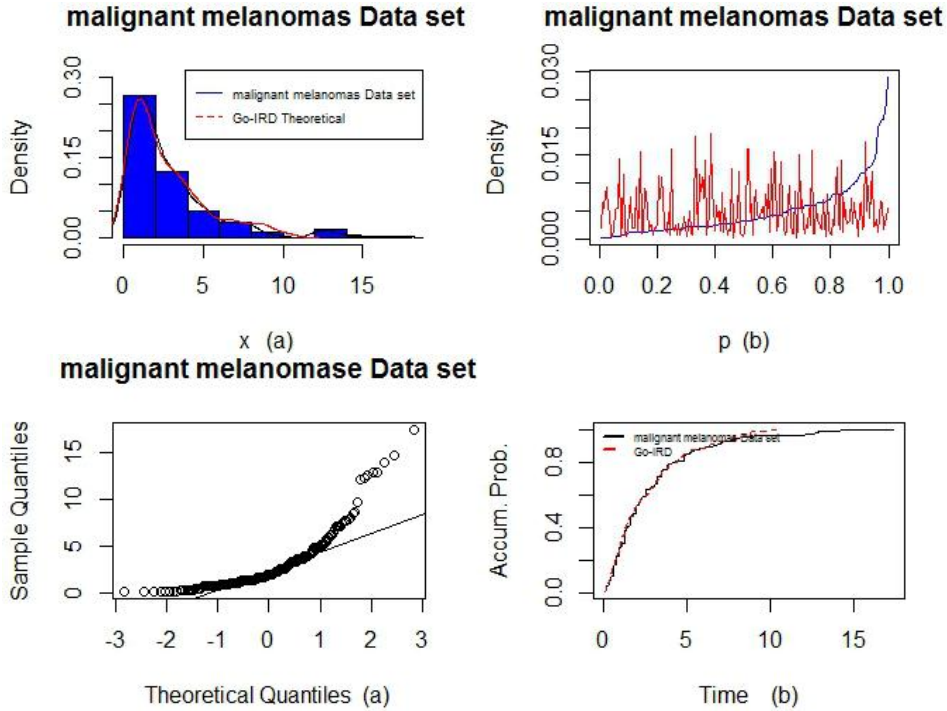 malignant melanomas Data set
Density
0.00 0.15 0.30
malignant melanomas Data set
Go-IRD Theoretical
0 5 10 15
x (a)
malignant melanomas Data set
Density
0.000 0.015 0.030
0.0 0.2 0.4 0.6 0.8 1.0
p (b)
malignant melanomase Data set
Sample Quantiles
0 5 10 15
-3 -2 -1 0 1 2 3
Theoretical Quantiles (a)
Accum. Prob.
0.0 0.4 0.8
malignant melanomas Data set
Go-IRD
0 5 10 15
Time (b)